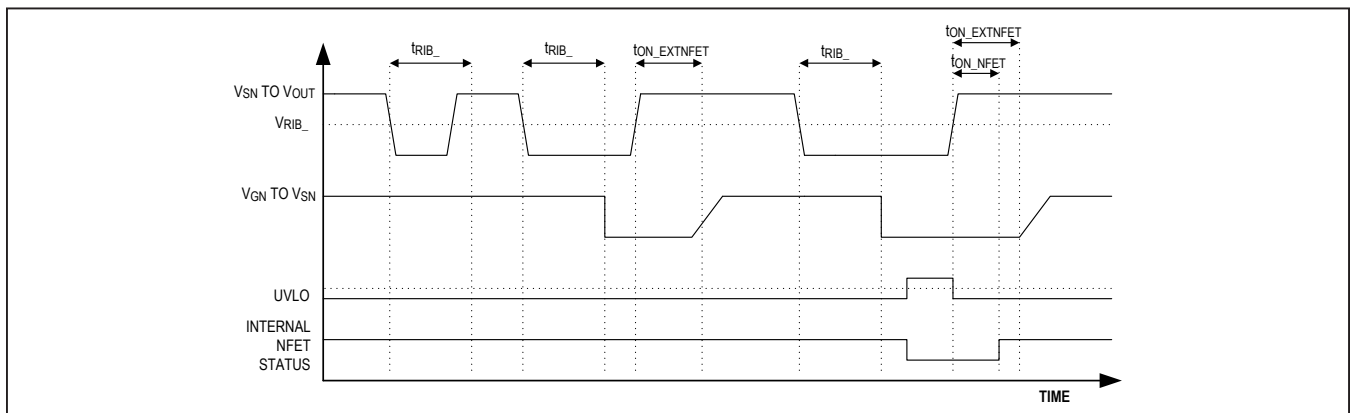 tON_EXTNFET
tRIB_ tRIB_ tON_EXTNFET tRIB_ tON_NFET
VSN TO VOUT
VRIB_
VGN TO VSN
UVLO
INTERNAL
NFET
STATUS
TIME